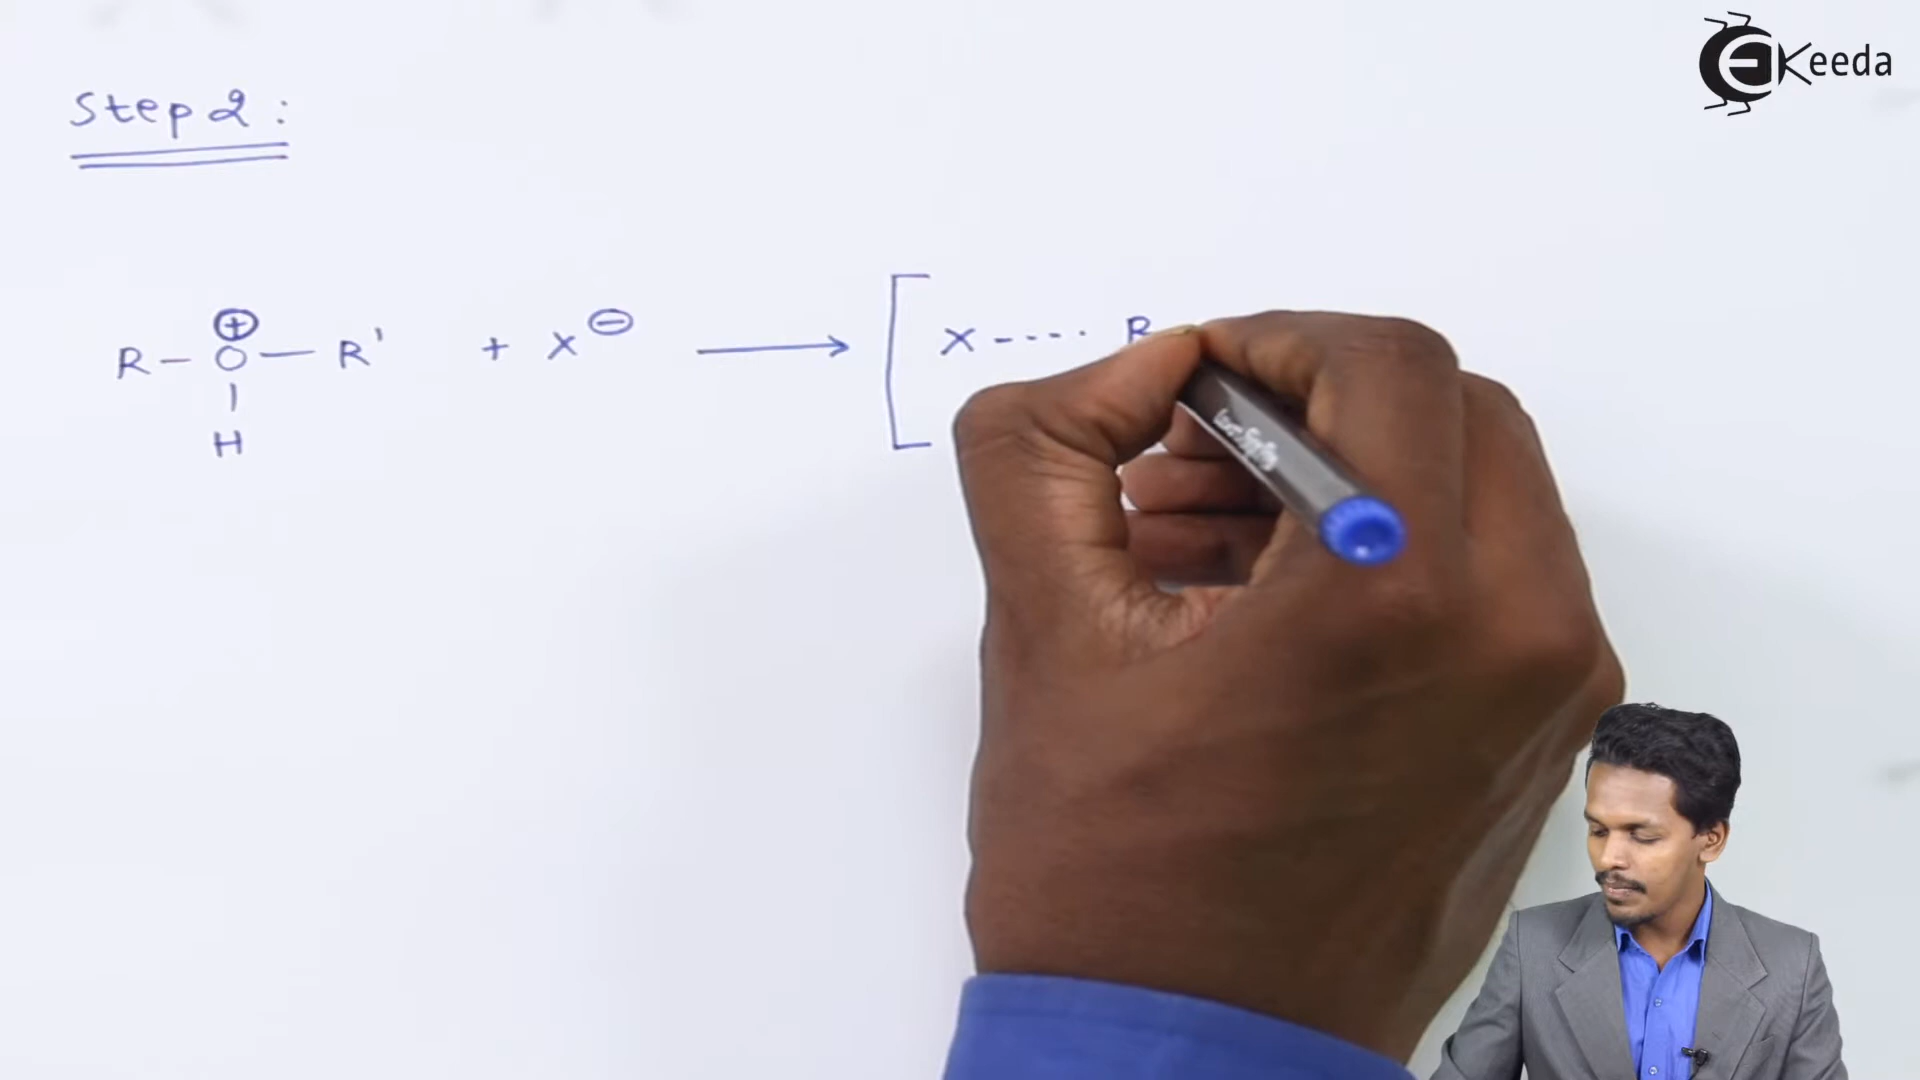 Keeda
Step 2 :
R - O⊕ - R' + X⊖ → [ X ---- R
H